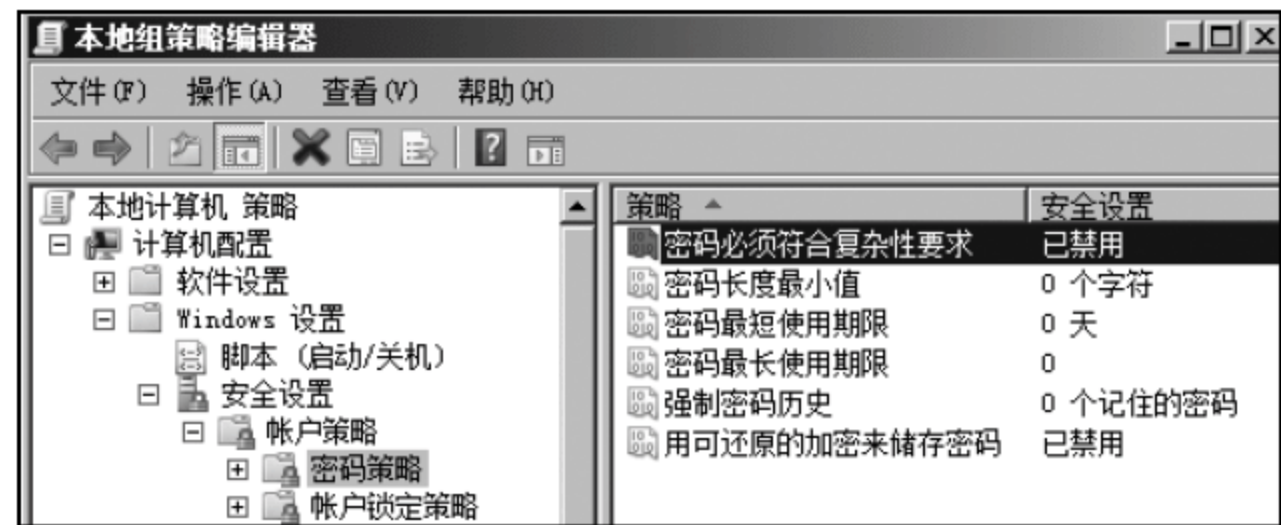 本地组策略编辑器
文件(F) 操作(A) 查看(V) 帮助(H)
本地计算机 策略
计算机配置
软件设置
Windows 设置
脚本 (启动/关机)
安全设置
帐户策略
密码策略
帐户锁定策略
策略 安全设置
密码必须符合复杂性要求 已禁用
密码长度最小值 0 个字符
密码最短使用期限 0 天
密码最长使用期限 0
强制密码历史 0 个记住的密码
用可还原的加密来储存密码 已禁用